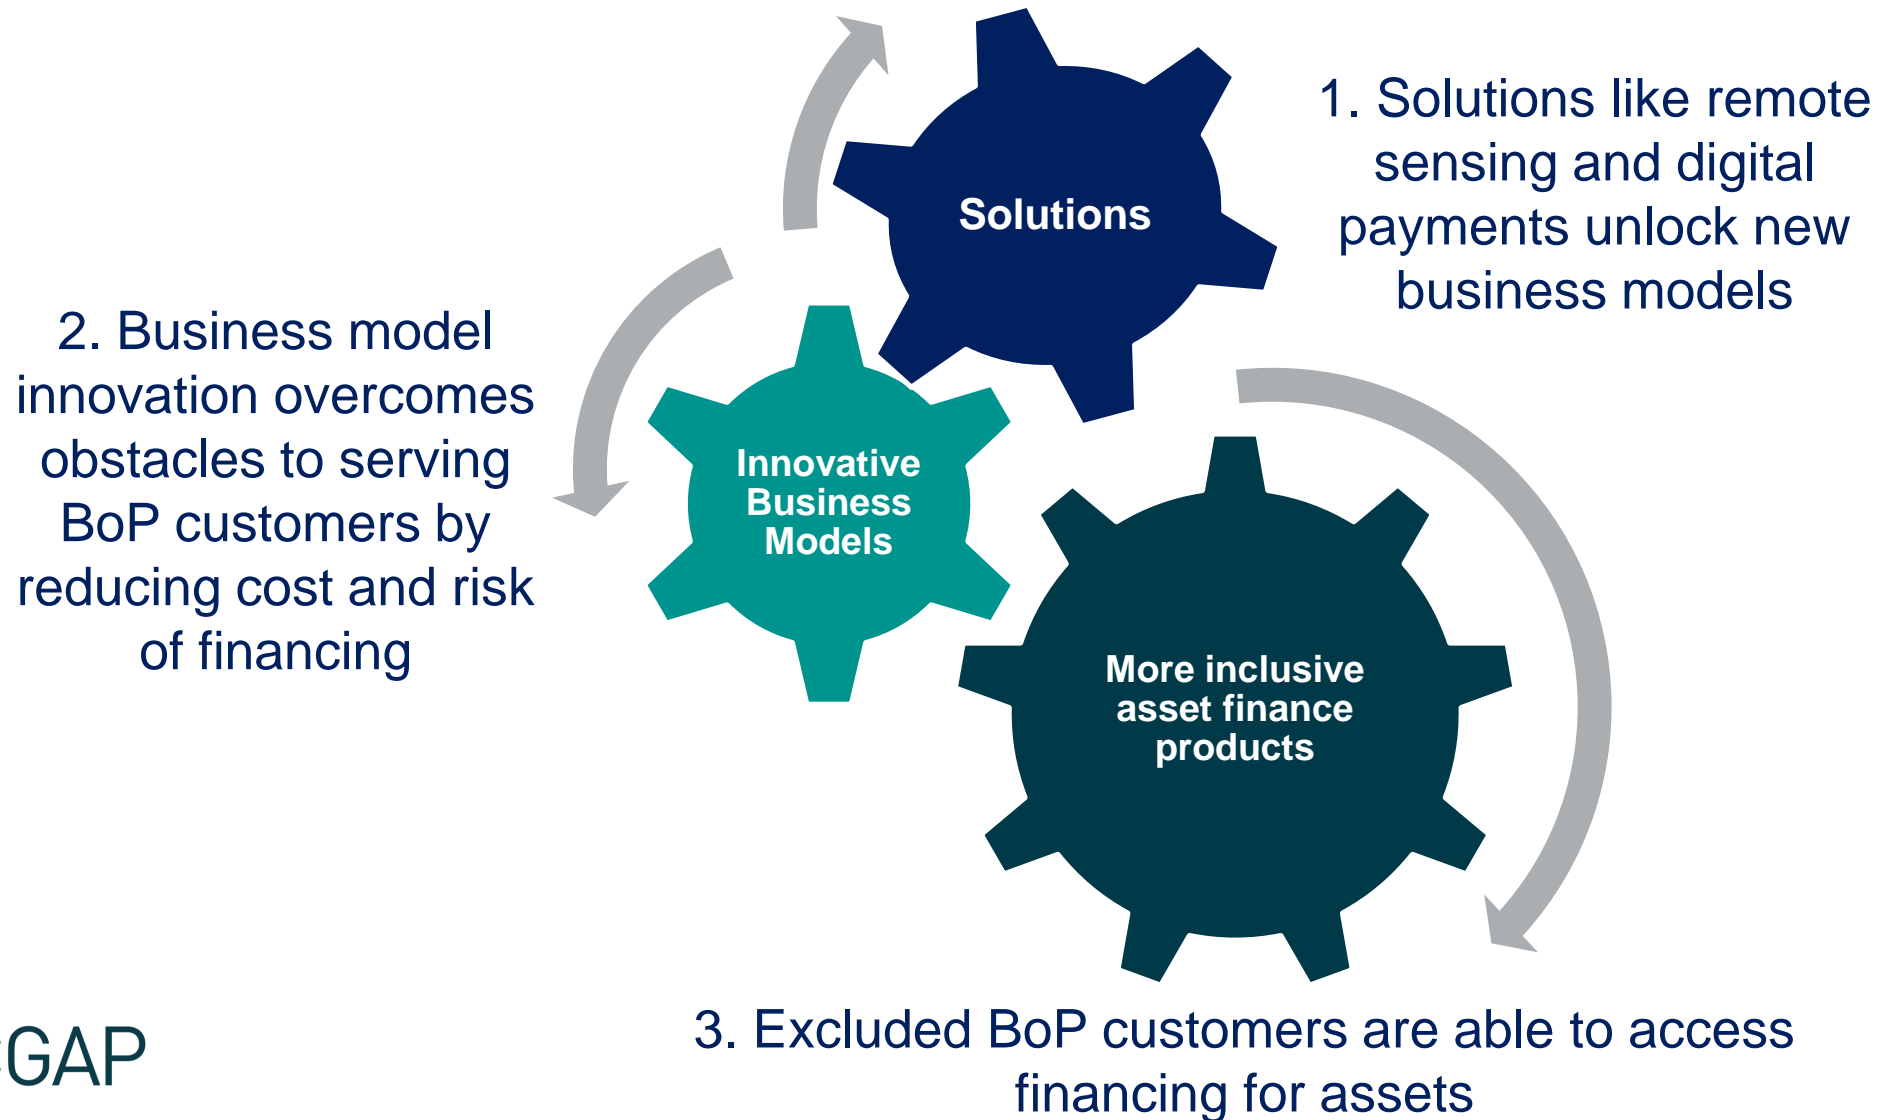 Solutions
1. Solutions like remote
sensing and digital
payments unlock new
business models
2. Business model
innovation overcomes
obstacles to serving
BoP customers by
reducing cost and risk
of financing
Innovative
Business
Models
More inclusive
asset finance
products
3. Excluded BoP customers are able to access
financing for assets
GAP